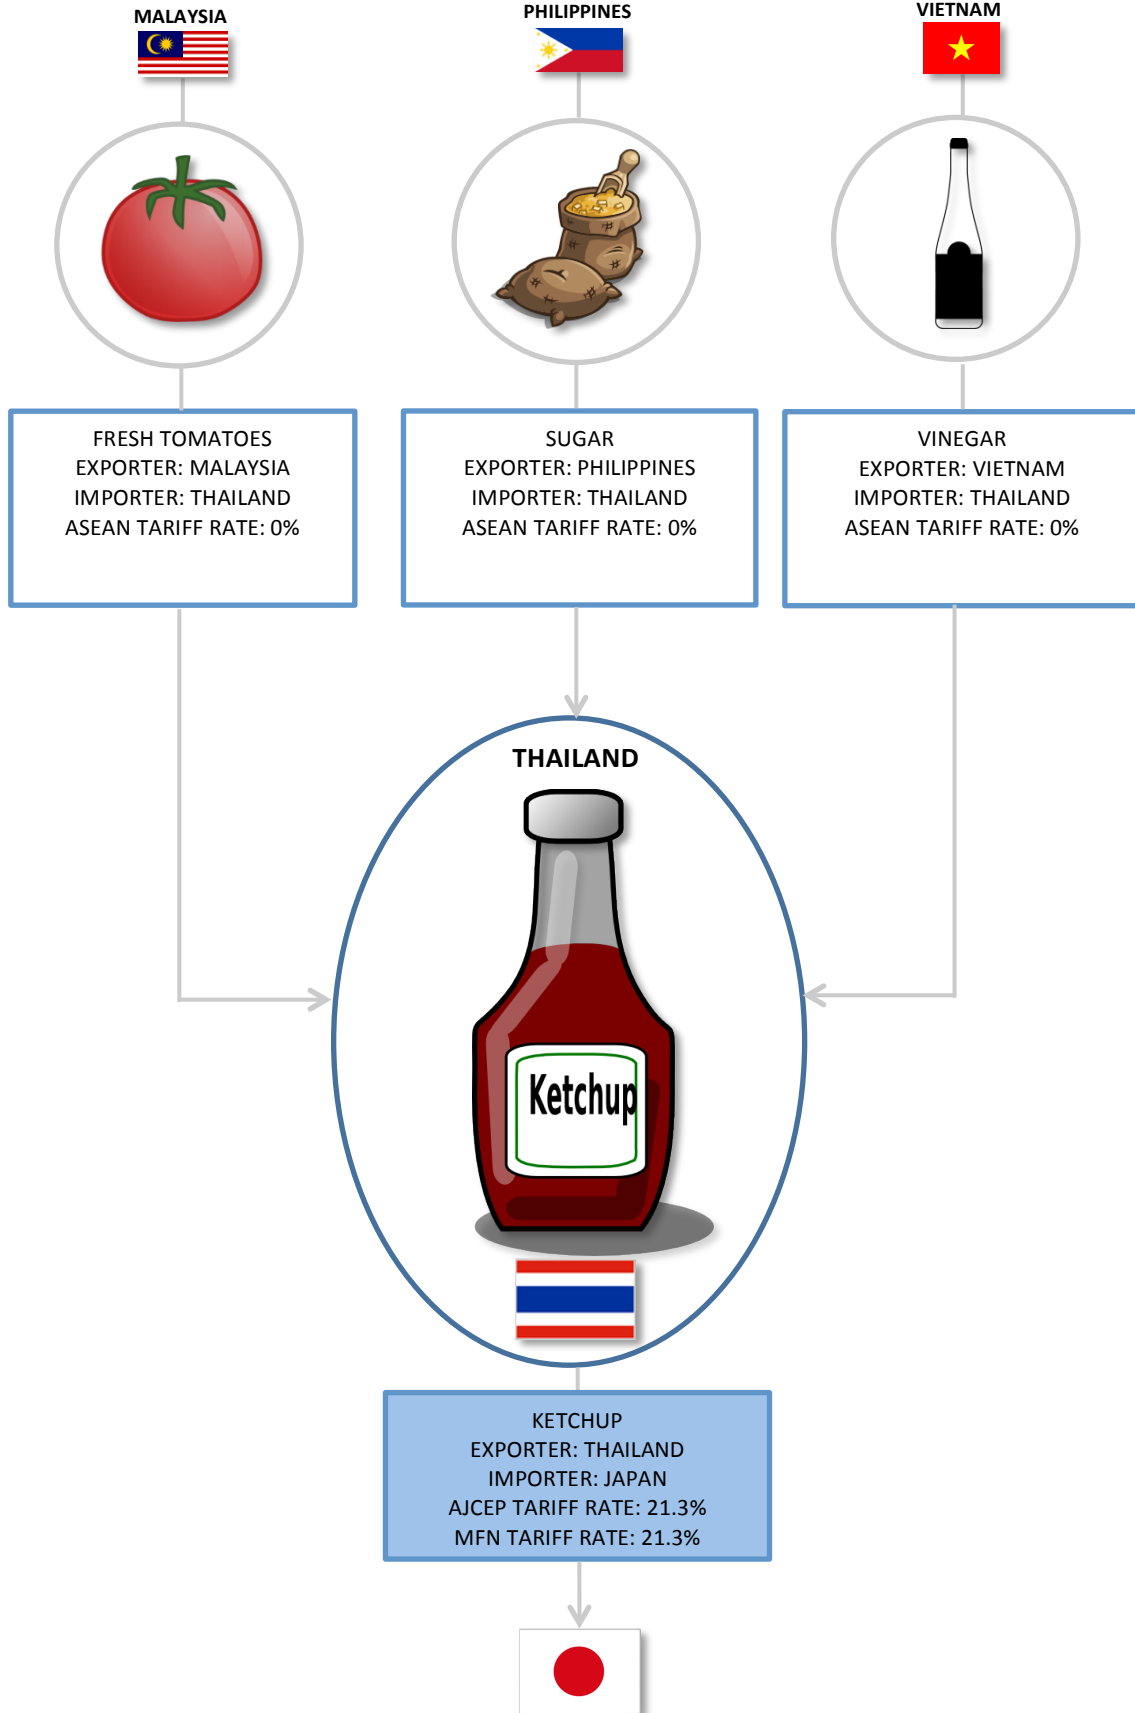 MALAYSIA
PHILIPPINES
VIETNAM
FRESH TOMATOES
EXPORTER: MALAYSIA
IMPORTER: THAILAND
ASEAN TARIFF RATE: 0%
SUGAR
EXPORTER: PHILIPPINES
IMPORTER: THAILAND
ASEAN TARIFF RATE: 0%
VINEGAR
EXPORTER: VIETNAM
IMPORTER: THAILAND
ASEAN TARIFF RATE: 0%
THAILAND
Ketchup
KETCHUP
EXPORTER: THAILAND
IMPORTER: JAPAN
AJCEP TARIFF RATE: 21.3%
MFN TARIFF RATE: 21.3%